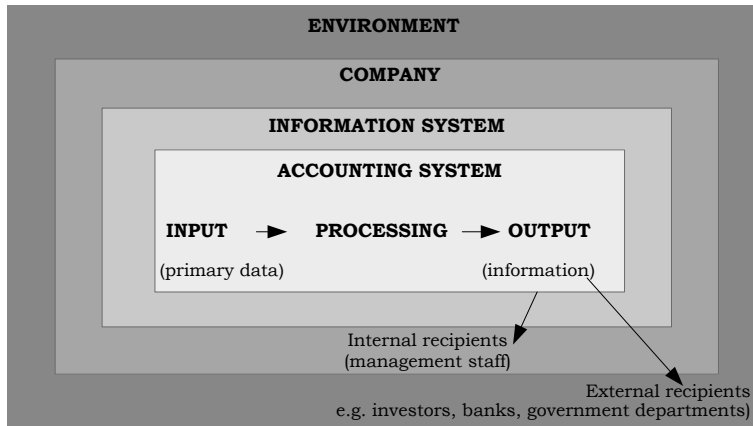 ENVIRONMENT
COMPANY
INFORMATION SYSTEM
ACCOUNTING SYSTEM
INPUT PROCESSING OUTPUT
(primary data) (information)
Internal recipients
(management staff)
External recipients
e.g. investors, banks, government departments)